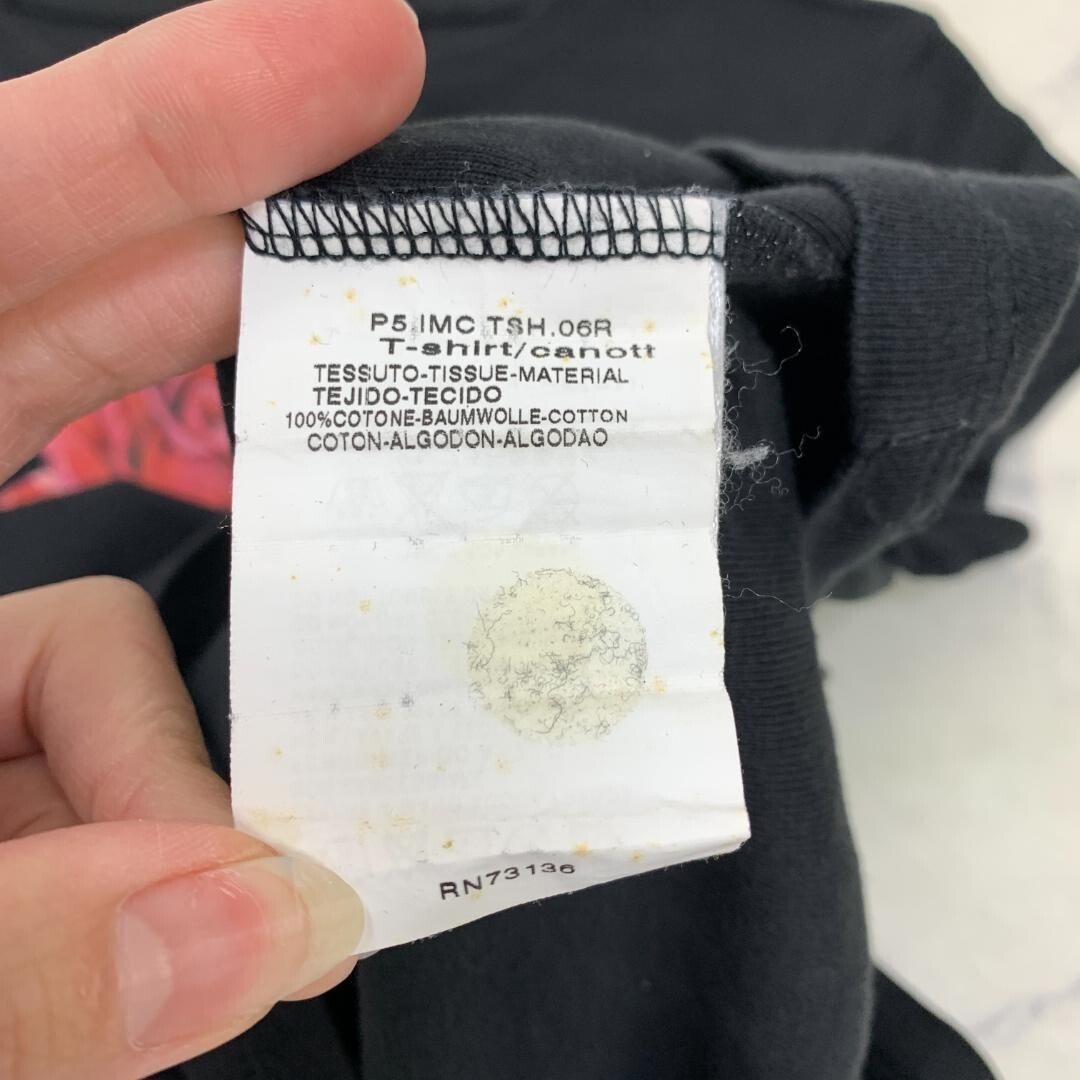 P5 IMC TSH.06R
T-shirt/canott
TESSUTO-TISSUE-MATERIAL
TEJIDO-TECIDO
100%COTONE-BAUMWOLLE-COTTON
COTON-ALGODON-ALGODAO
RN73136